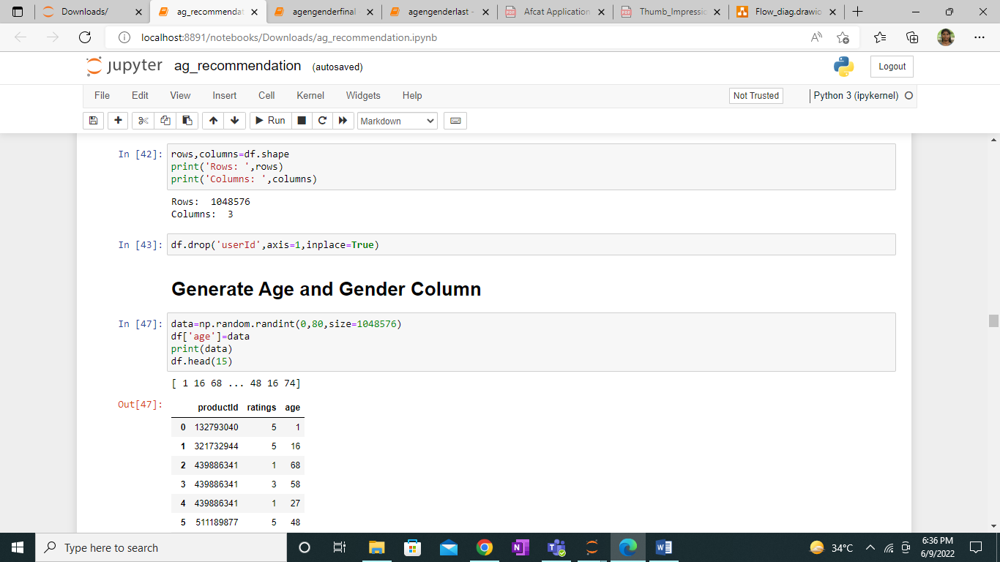 Downloads/
ag_recommendat
agengenderfinal -
agengenderlast -
Afcat Application
Thumb_Impressic
Flow_diag.drawio
localhost:8891/notebooks/Downloads/ag_recommendation.ipynb
jupyter ag_recommendation (autosaved)
Logout
File Edit View Insert Cell Kernel Widgets Help
Not Trusted
Python 3 (ipykernel)
Run
Markdown
In [42]:
rows,columns=df.shape
print('Rows: ',rows)
print('Columns: ',columns)
Rows:  1048576
Columns:  3
In [43]:
df.drop('userId',axis=1,inplace=True)
Generate Age and Gender Column
In [47]:
data=np.random.randint(0,80,size=1048576)
df['age']=data
print(data)
df.head(15)
[ 1 16 68 ... 48 16 74]
Out[47]:
productId ratings age
0 132793040 5 1
1 321732944 5 16
2 439886341 1 68
3 439886341 3 58
4 439886341 1 27
5 511189877 5 48
Type here to search
34°C
6:36 PM
6/9/2022